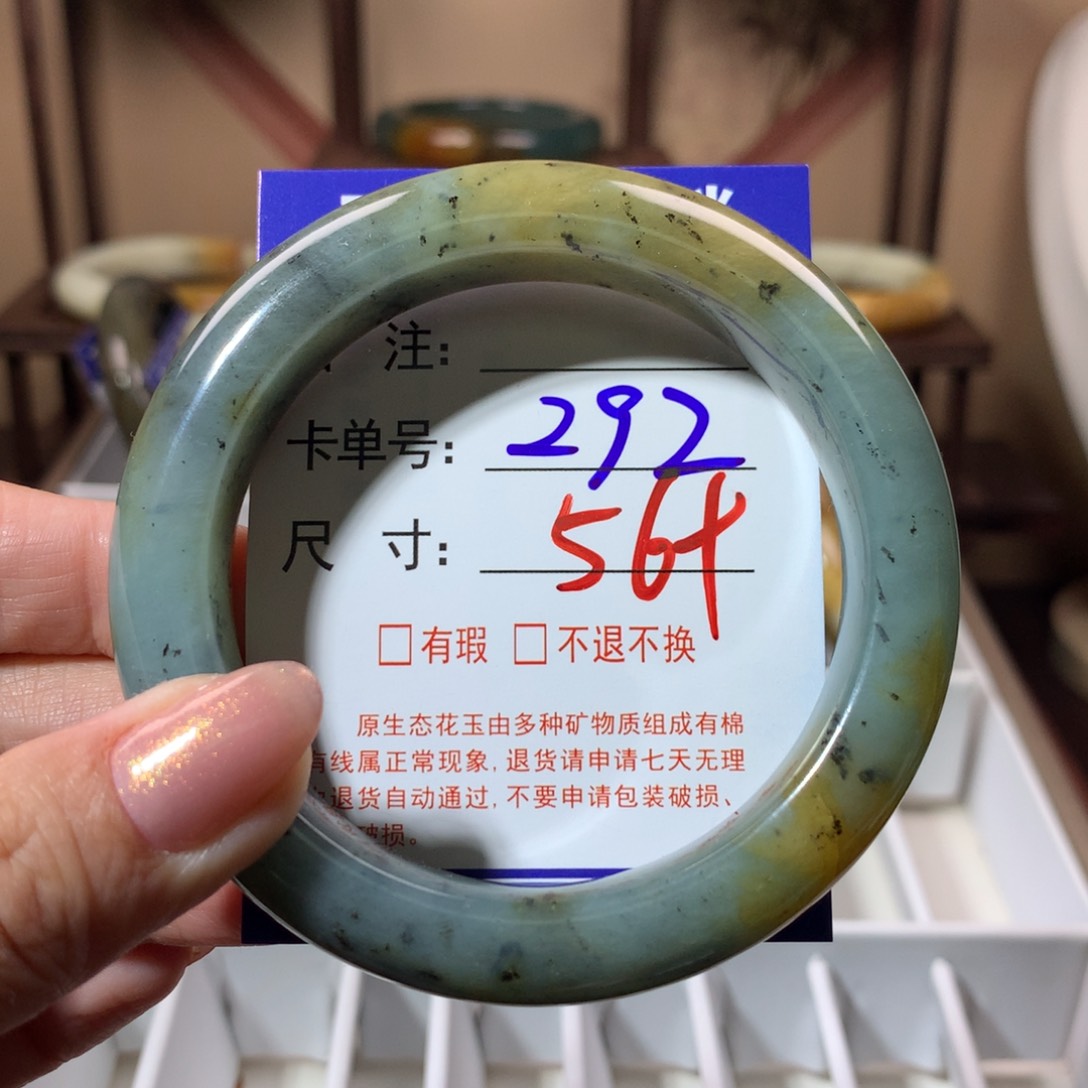 注:
卡单号: 292
尺 寸: 564
□有瑕 □不退不换
原生态花玉由多种矿物质组成有棉
有线属正常现象, 退货请申请七天无理
退货自动通过, 不要申请包装破损、
破损。